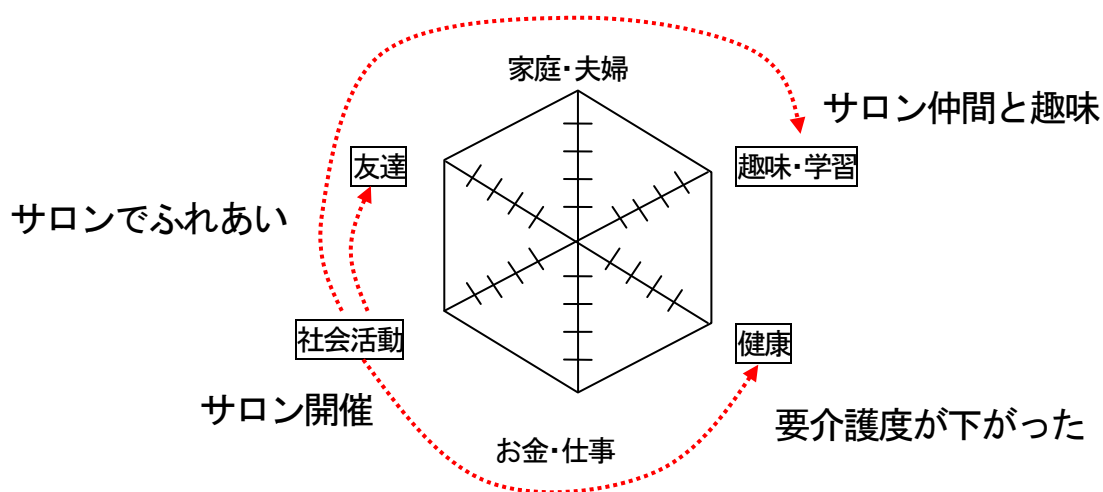 家庭・夫婦
サロン仲間と趣味
友達
趣味・学習
サロンでふれあい
社会活動
健康
サロン開催
要介護度が下がった
お金・仕事